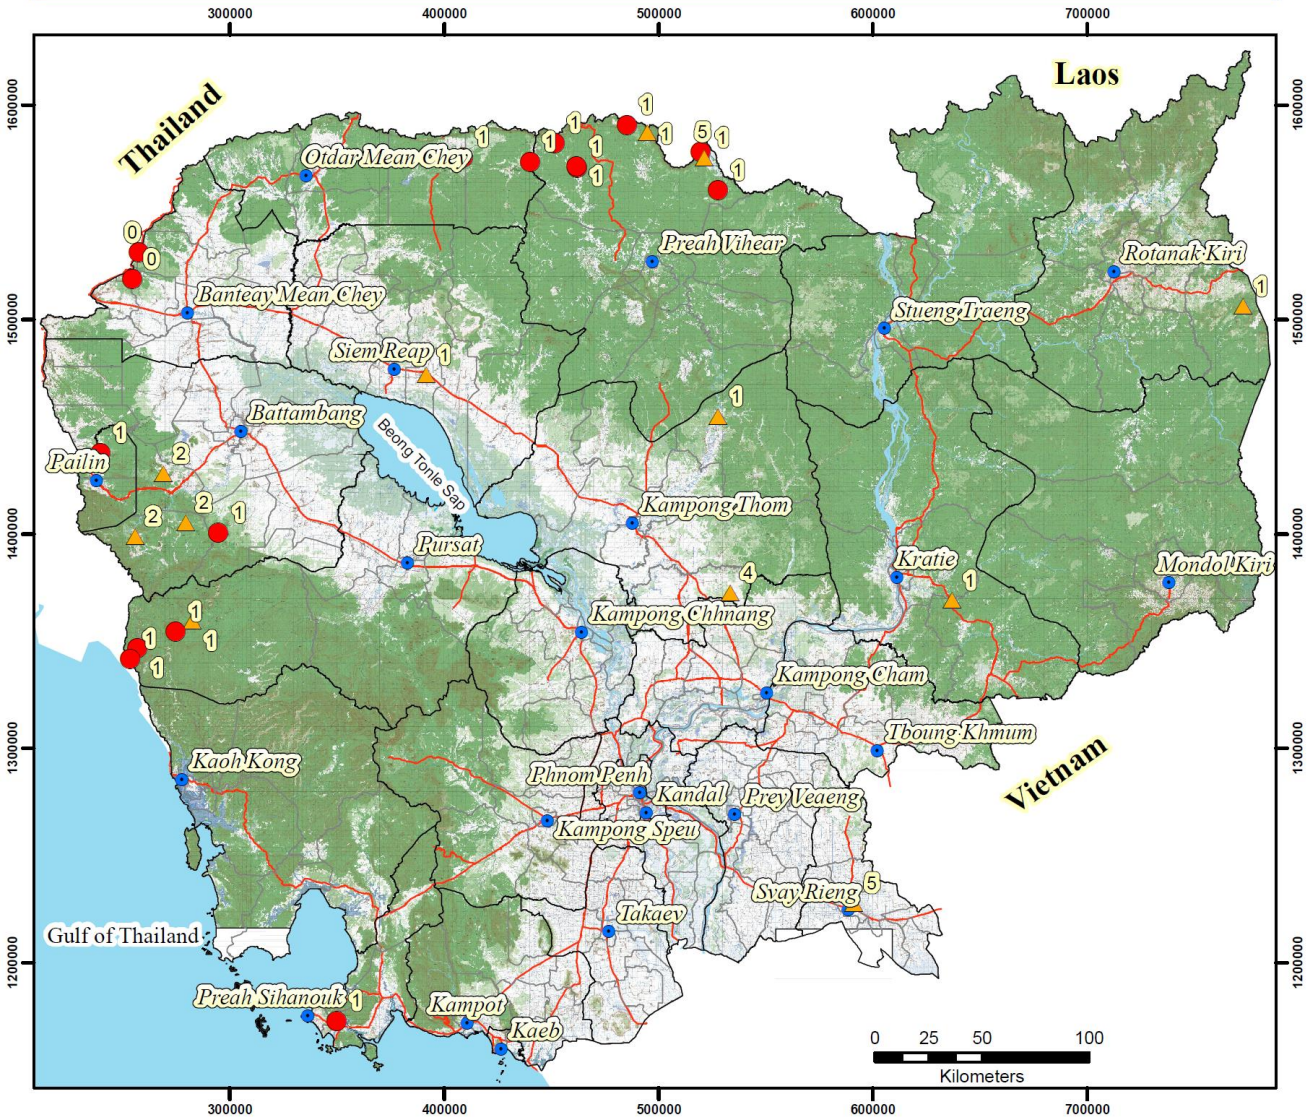 300000
400000
500000
600000
700000
1600000
1600000
Laos
Thailand
1
1
1
1
5
1
1
1
1
1
1
Otdar Mean Chey
0
0
Preah Vihear
Rotanak Kiri
1
Banteay Mean Chey
Stueng Traeng
1500000
1500000
Siem Reap
1
1
Battambang
Beong Tonle Sap
1
Pailin
2
2
2
1
Kampong Thom
1400000
1400000
Pursat
Kratie
Mondol Kiri
4
1
1
1
1
1
Kampong Chhnang
Kampong Cham
Tboung Khmum
1300000
1300000
Kaoh Kong
Phnom Penh
Kandal
Prey Veaeng
Vietnam
Kampong Speu
Svay Rieng
5
Takaev
Gulf of Thailand
1200000
1200000
Preah Sihanouk
1
Kampot
Kaeb
0
25
50
100
Kilometers
300000
400000
500000
600000
700000